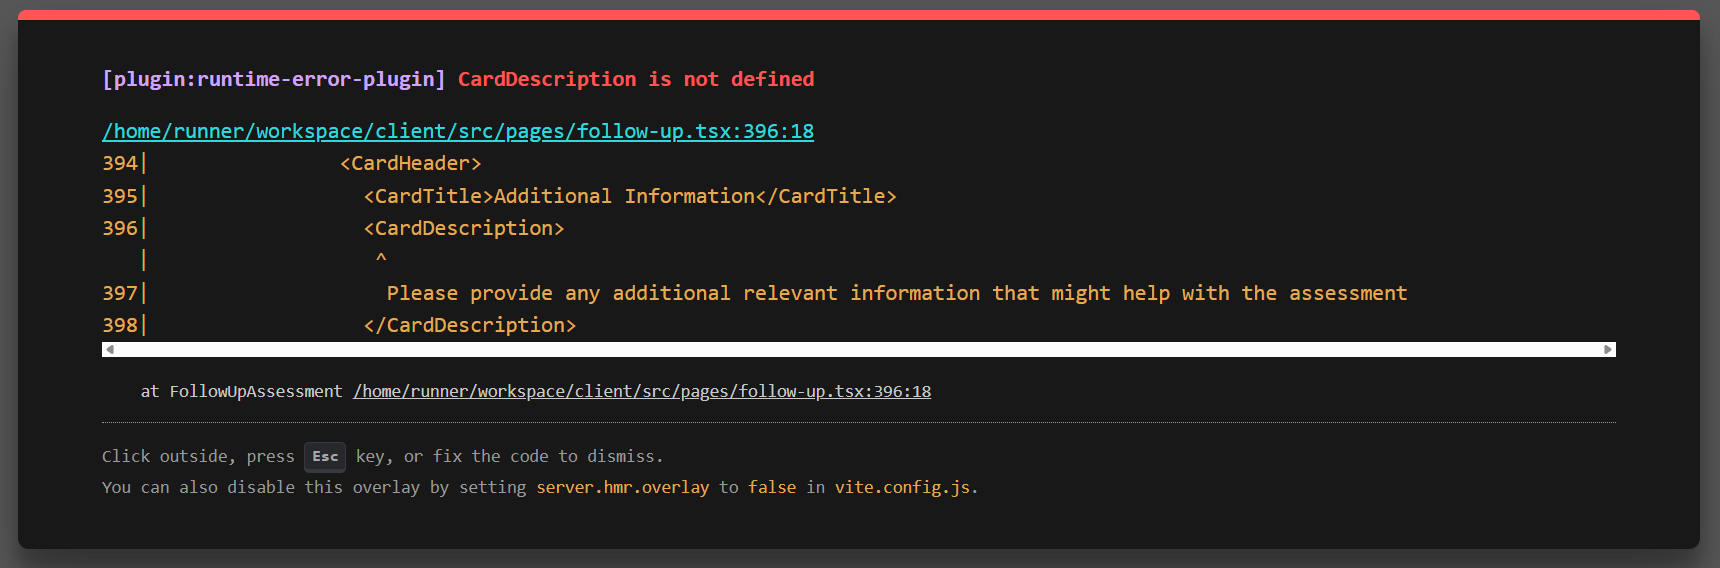 [plugin:runtime-error-plugin] CardDescription is not defined
/home/runner/workspace/client/src/pages/follow-up.tsx:396:18
394|                <CardHeader>
395|                  <CardTitle>Additional Information</CardTitle>
396|                  <CardDescription>
   |                   ^
397|                    Please provide any additional relevant information that might help with the assessment
398|                  </CardDescription>
at FollowUpAssessment /home/runner/workspace/client/src/pages/follow-up.tsx:396:18
Click outside, press Esc key, or fix the code to dismiss.
You can also disable this overlay by setting server.hmr.overlay to false in vite.config.js.